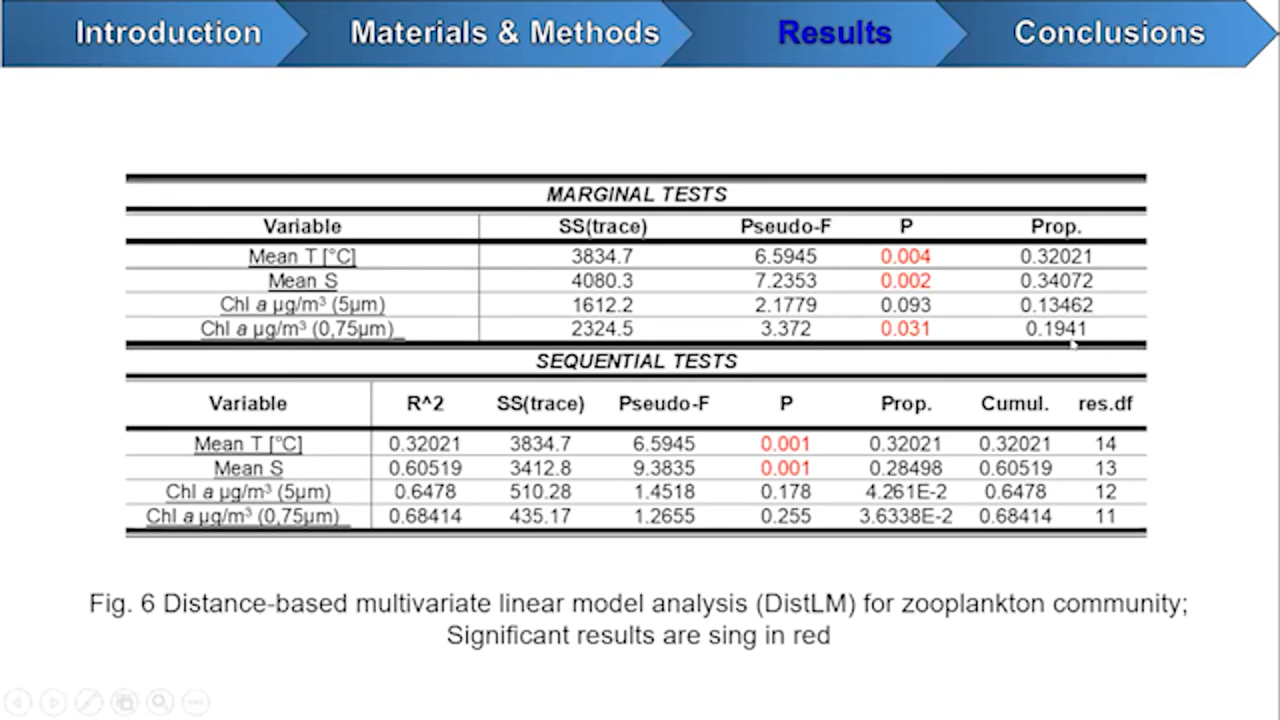 Introduction Materials & Methods Results Conclusions
MARGINAL TESTS
Variable SS(trace) Pseudo-F P Prop.
Mean T [°C] 3834.7 6.5945 0.004 0.32021
Mean S 4080.3 7.2353 0.002 0.34072
Chl a µg/m³ (5µm) 1612.2 2.1779 0.093 0.13462
Chl a µg/m³ (0,75µm) 2324.5 3.372 0.031 0.1941
SEQUENTIAL TESTS
Variable R^2 SS(trace) Pseudo-F P Prop. Cumul. res.df
Mean T [°C] 0.32021 3834.7 6.5945 0.001 0.32021 0.32021 14
Mean S 0.60519 3412.8 9.3835 0.001 0.28498 0.60519 13
Chl a µg/m³ (5µm) 0.6478 510.28 1.4518 0.178 4.261E-2 0.6478 12
Chl a µg/m³ (0,75µm) 0.68414 435.17 1.2655 0.255 3.6338E-2 0.68414 11
Fig. 6 Distance-based multivariate linear model analysis (DistLM) for zooplankton community;
Significant results are sing in red